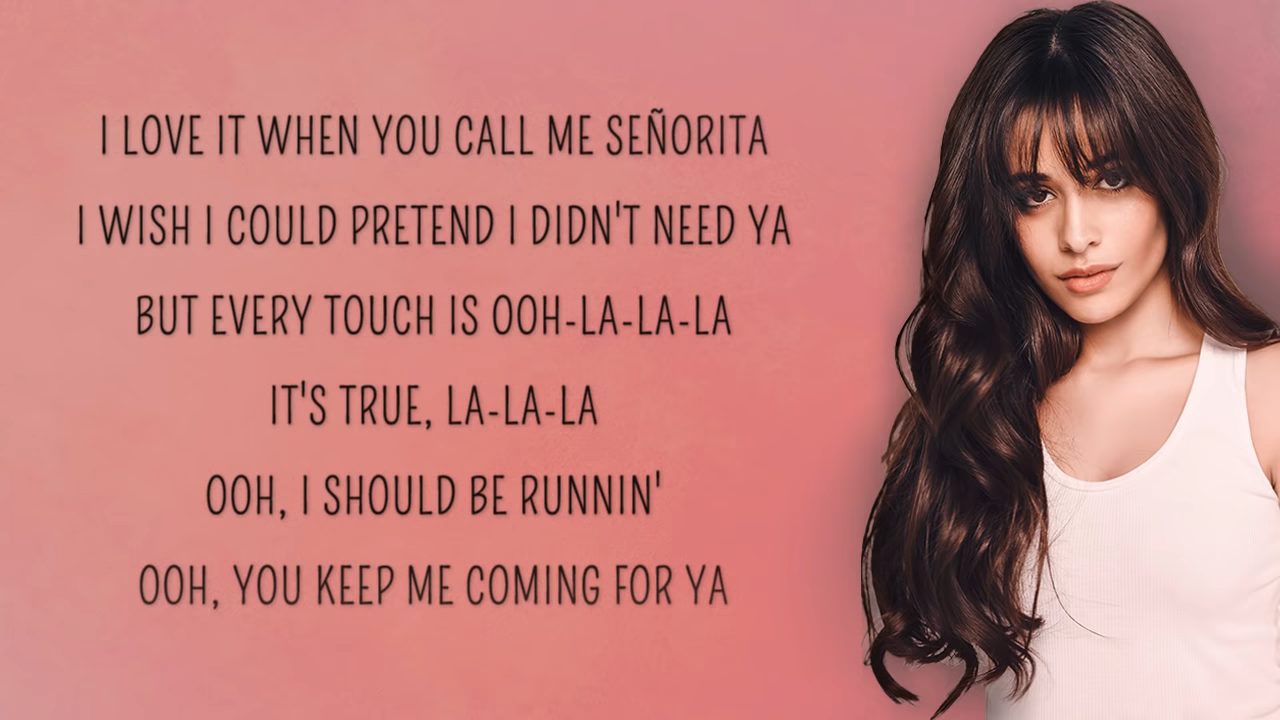 I LOVE IT WHEN YOU CALL ME SEÑORITA
I WISH I COULD PRETEND I DIDN'T NEED YA
BUT EVERY TOUCH IS OOH-LA-LA-LA
IT'S TRUE, LA-LA-LA
OOH, I SHOULD BE RUNNIN'
OOH, YOU KEEP ME COMING FOR YA